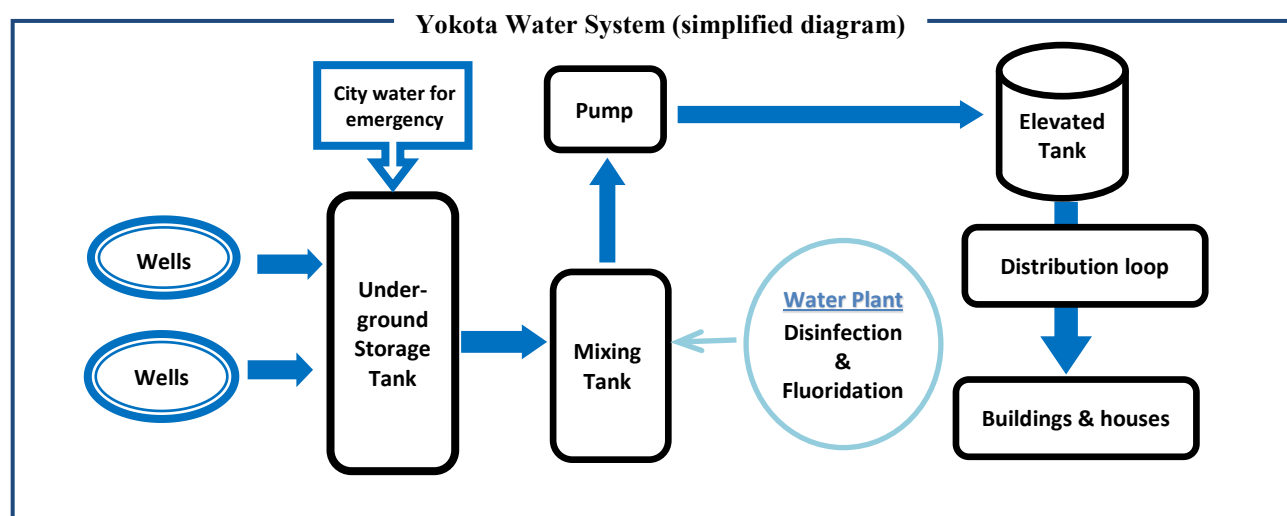 Yokota Water System (simplified diagram)
City water for
emergency
Pump
Elevated
Tank
Wells
Wells
Under-
ground
Storage
Tank
Mixing
Tank
Water Plant
Disinfection
&
Fluoridation
Distribution loop
Buildings & houses